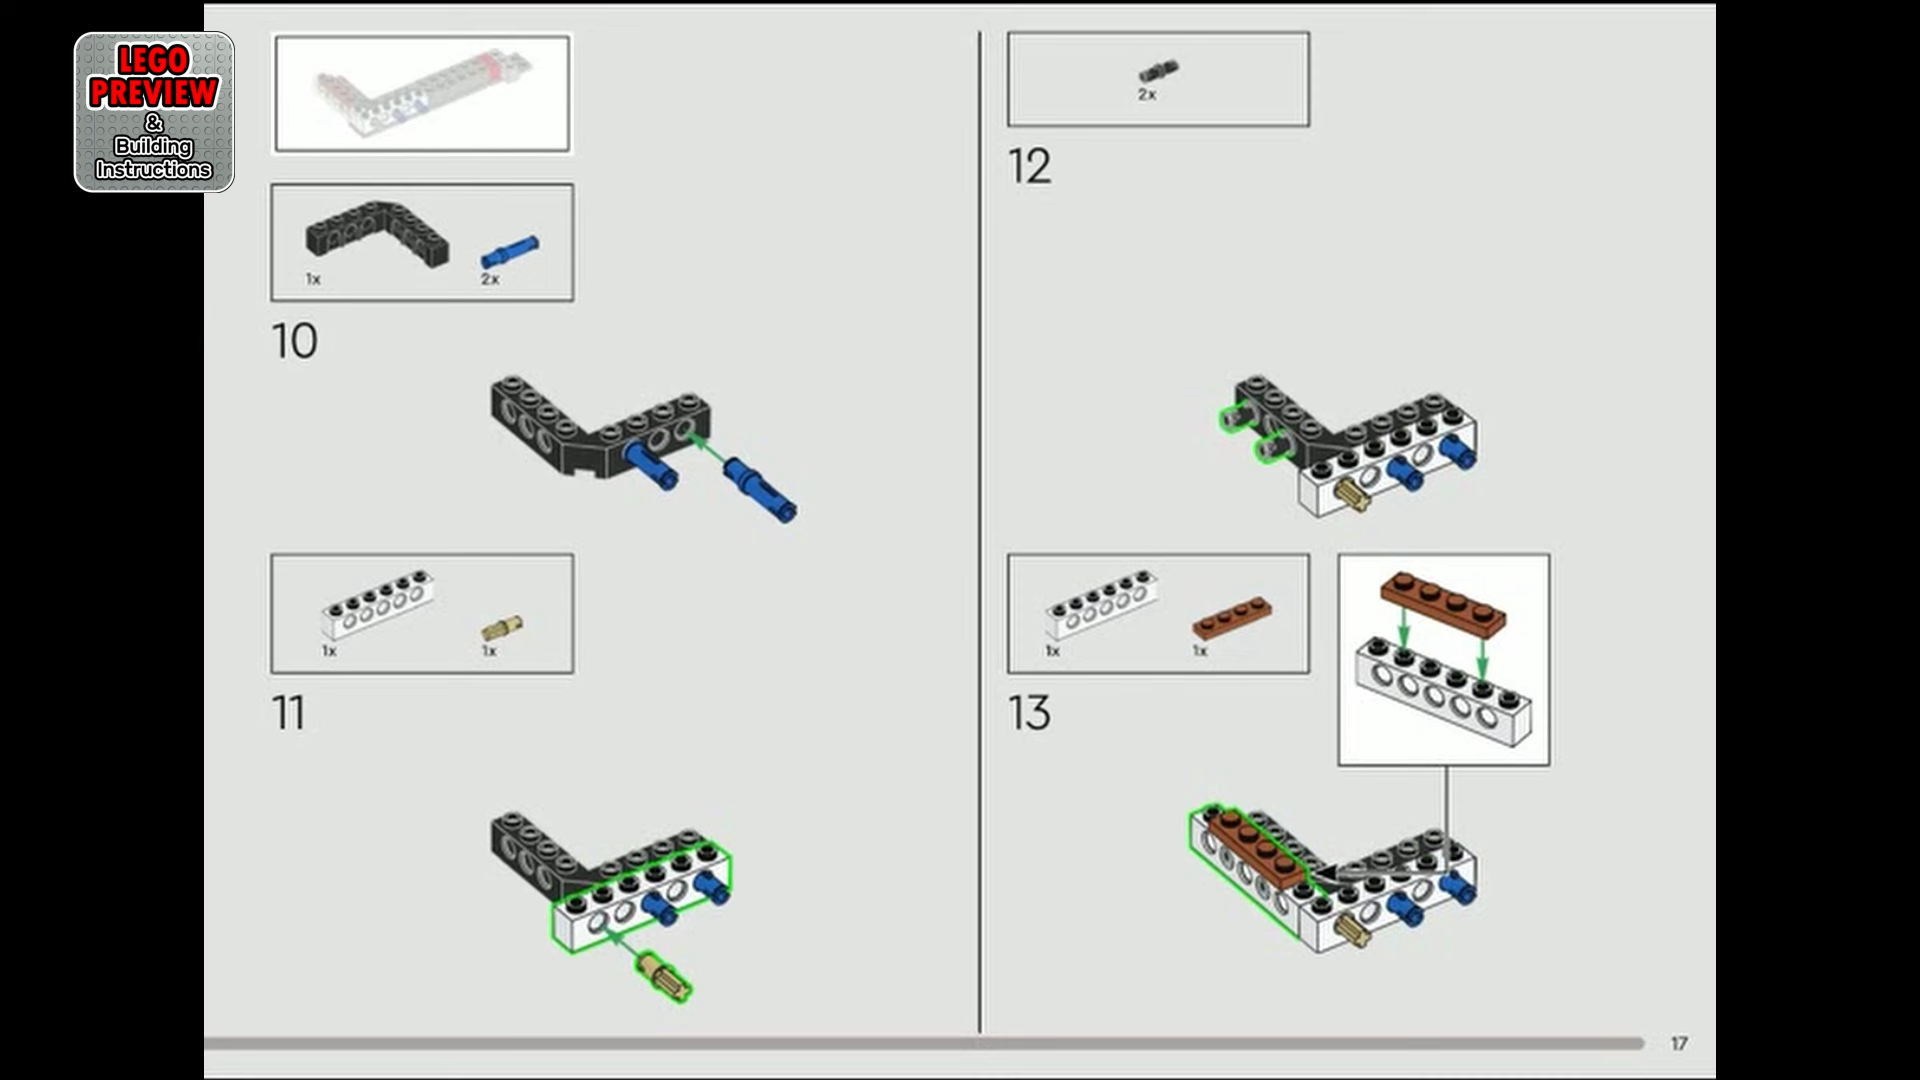 LEGO
PREVIEW
&
Building
Instructions
1x
2x
10
1x
1x
11
2x
12
1x
1x
13
17